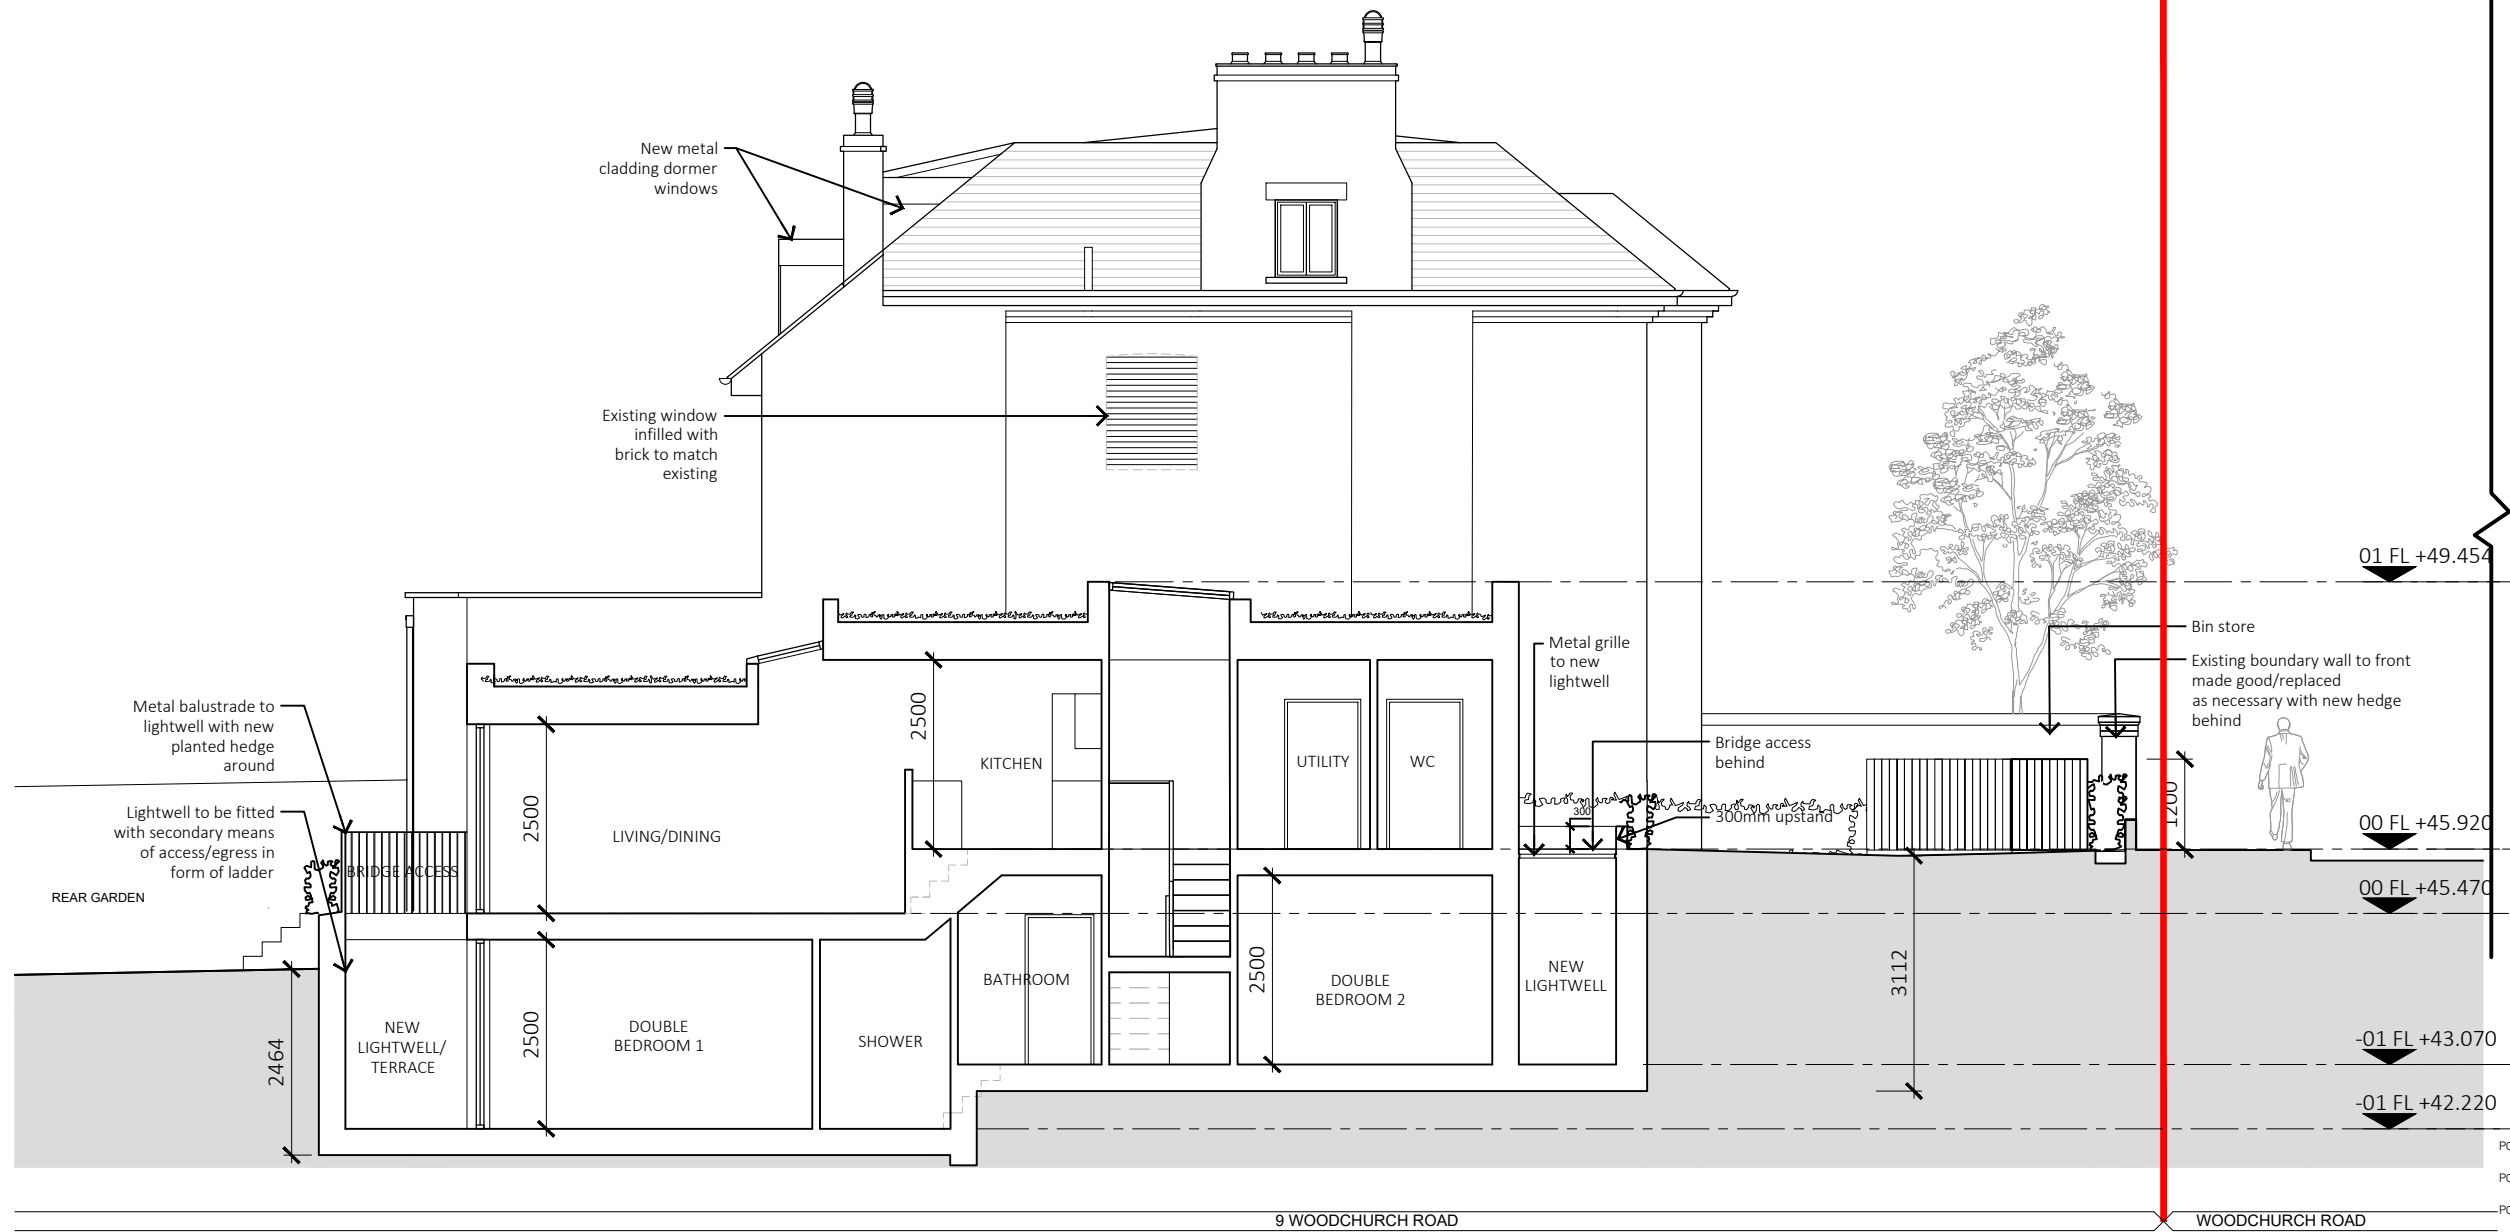 New metal
cladding dormer
windows
Existing window
infilled with
brick to match
existing
01 FL +49.454
Bin store
Metal grille
to new
lightwell
Existing boundary wall to front
made good/replaced
as necessary with new hedge
behind
Metal balustrade to
lightwell with new
planted hedge
around
2500
KITCHEN
UTILITY
WC
Bridge access
behind
Lightwell to be fitted
with secondary means
of access/egress in
form of ladder
2500
LIVING/DINING
300
300mm upstand
1200
00 FL +45.920
BRIDGE ACCESS
REAR GARDEN
00 FL +45.470
BATHROOM
2500
DOUBLE
BEDROOM 2
NEW
LIGHTWELL
3112
2464
NEW
LIGHTWELL/
TERRACE
2500
DOUBLE
BEDROOM 1
SHOWER
-01 FL +43.070
-01 FL +42.220
9 WOODCHURCH ROAD
WOODCHURCH ROAD